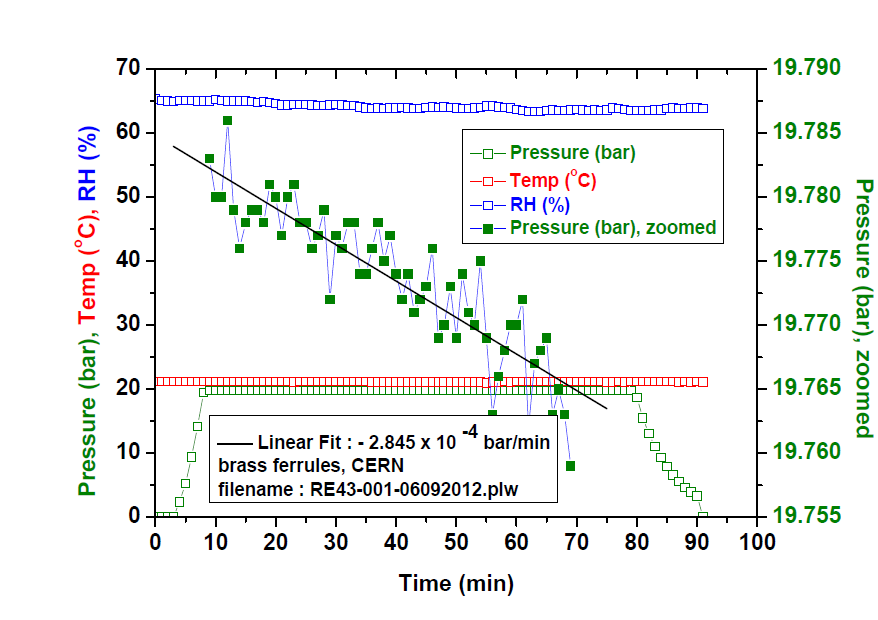 70
60
50
40
30
20
10
0
Pressure (bar), Temp (°C), RH (%)
19.790
19.785
19.780
19.775
19.770
19.765
19.760
19.755
Pressure (bar), zoomed
Pressure (bar)
Temp (°C)
RH (%)
Pressure (bar), zoomed
Linear Fit : - 2.845 x 10 -4 bar/min
brass ferrules, CERN
filename : RE43-001-06092012.plw
0 10 20 30 40 50 60 70 80 90 100
Time (min)